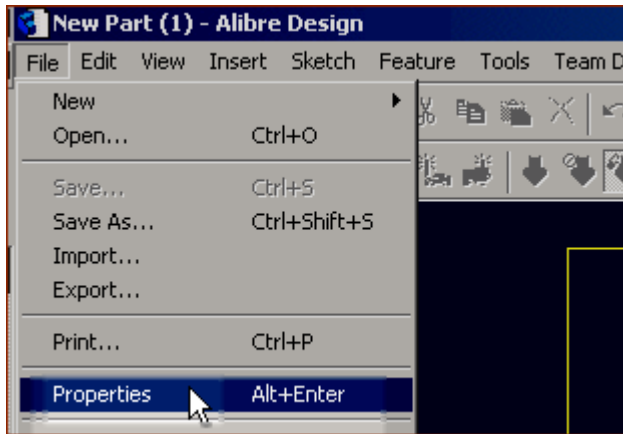 New Part (1) - Alibre Design
File Edit View Insert Sketch Feature Tools Team D
New
Open... Ctrl+O
Save... Ctrl+S
Save As... Ctrl+Shift+S
Import...
Export...
Print... Ctrl+P
Properties Alt+Enter